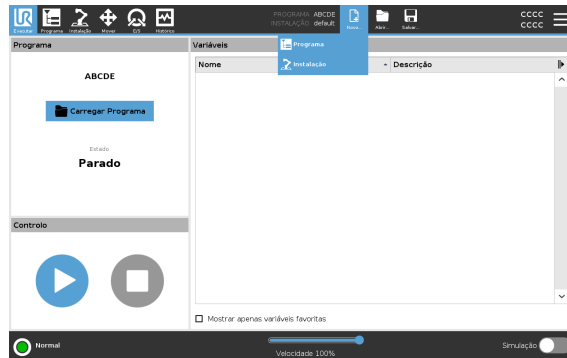 UR
Executar
Programa
Instalação
Mover
E/S
Histórico
PROGRAMA ABCDE
INSTALAÇÃO default
Novo...
Abrir...
Salvar...
CCCC
CCCC
Programa
Instalação
Programa
ABCDE
Carregar Programa
Estado
Parado
Controlo
Variáveis
Nome
Descrição
Mostrar apenas variáveis favoritas
Normal
Velocidade 100%
Simulação